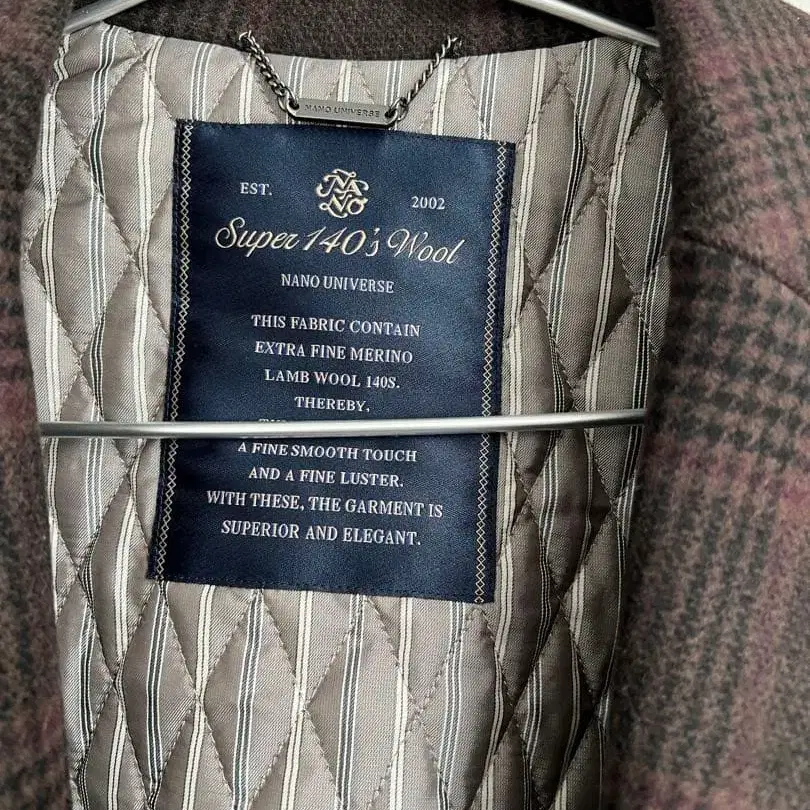 NANO UNIVERSE
EST.
NANO
2002
Super 140's Wool
NANO UNIVERSE
THIS FABRIC CONTAIN
EXTRA FINE MERINO
LAMB WOOL 140S.
THEREBY,
A FINE SMOOTH TOUCH
AND A FINE LUSTER.
WITH THESE, THE GARMENT IS
SUPERIOR AND ELEGANT.